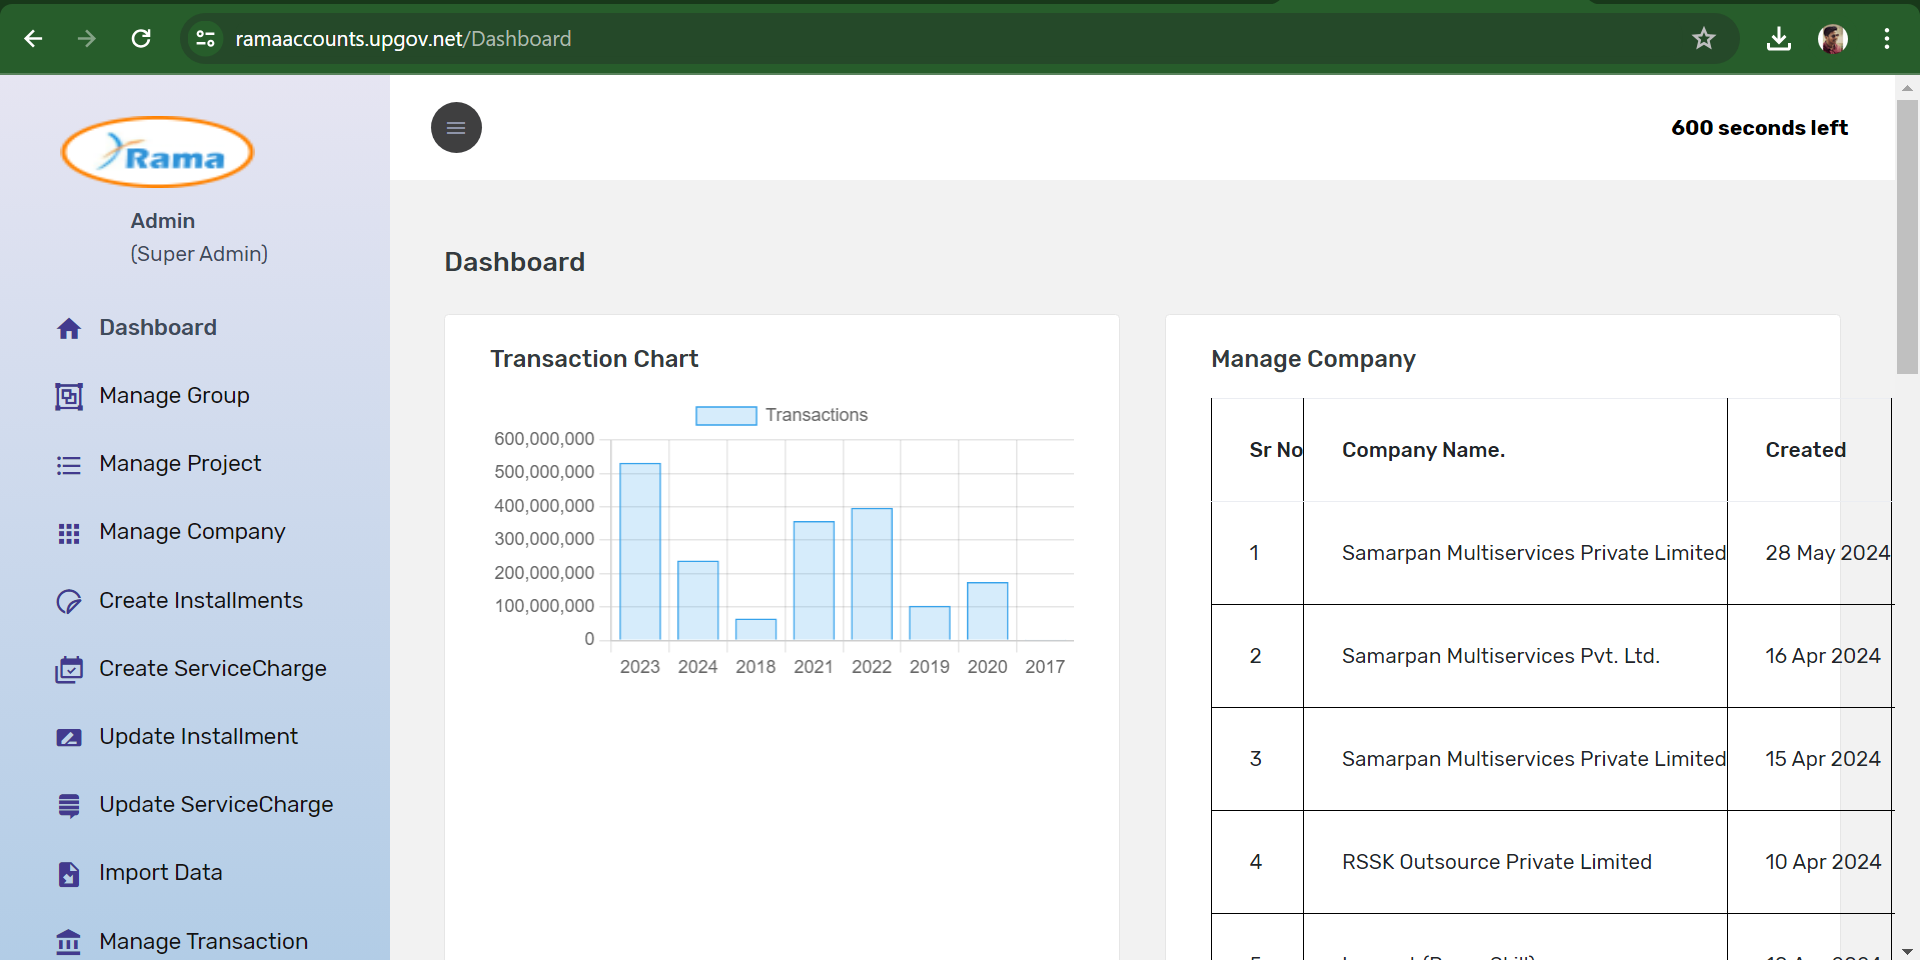 ramaaccounts.upgov.net/Dashboard
Rama
Admin
(Super Admin)
Dashboard
Manage Group
Manage Project
Manage Company
Create Installments
Create ServiceCharge
Update Installment
Update ServiceCharge
Import Data
Manage Transaction
600 seconds left
Dashboard
Transaction Chart
Transactions
600,000,000
500,000,000
400,000,000
300,000,000
200,000,000
100,000,000
0
2023 2024 2018 2021 2022 2019 2020 2017
Manage Company
Sr No Company Name. Created
1 Samarpan Multiservices Private Limited 28 May 2024
2 Samarpan Multiservices Pvt. Ltd. 16 Apr 2024
3 Samarpan Multiservices Private Limited 15 Apr 2024
4 RSSK Outsource Private Limited 10 Apr 2024